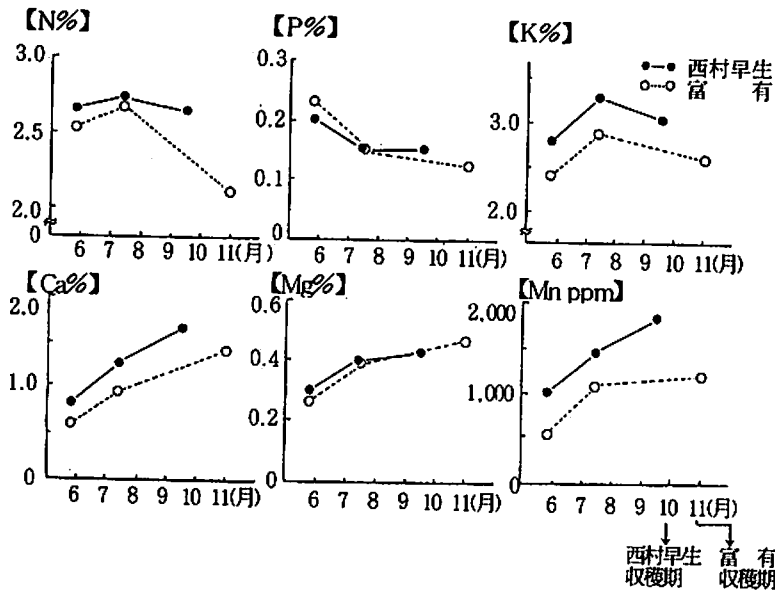 【N%】
3.0
2.5
2.0
0
6 7 8 9 10 11(月)
【P%】
0.3
0.2
0.1
0
6 7 8 9 10 11(月)
【K%】
3.0
2.0
6 7 8 9 10 11(月)
西村早生
富 有
【Ca%】
2.0
1.0
0
6 7 8 9 10 11(月)
【Mg%】
0.6
0.4
0.2
0
6 7 8 9 10 11(月)
【Mn ppm】
2,000
1,000
0
6 7 8 9 10 11(月)
西村早生
収穫期
富 有
収穫期